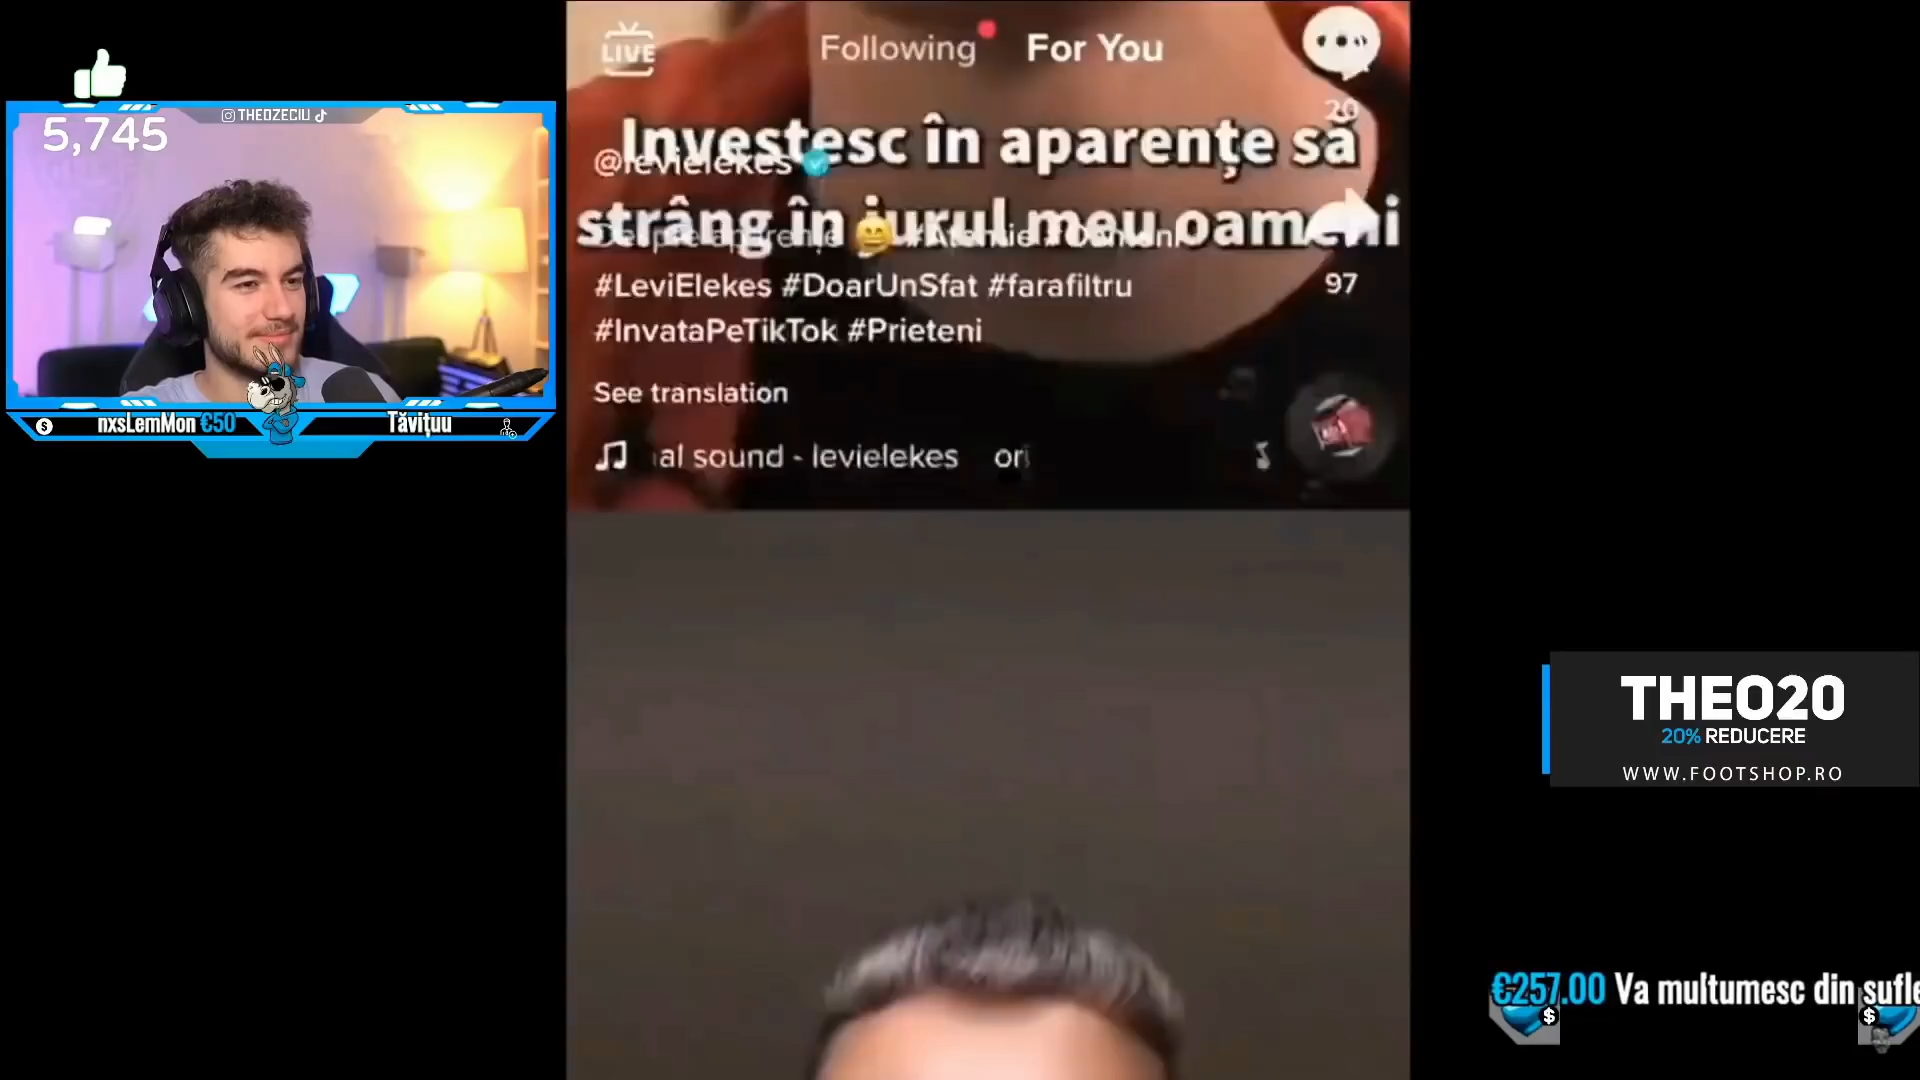 5,745
THEOZECIU
nxsLemMon €50
Tăvițuu
LIVE
Following
For You
20
Investesc în aparențe să
@levielekes
strâng în jurul meu oameni
#LeviElekes #DoarUnSfat #farafiltru
97
#InvataPeTikTok #Prieteni
See translation
al sound - levielekes ori
THEO20
20% REDUCERE
WWW.FOOTSHOP.RO
€257.00 Va multumesc din sufle